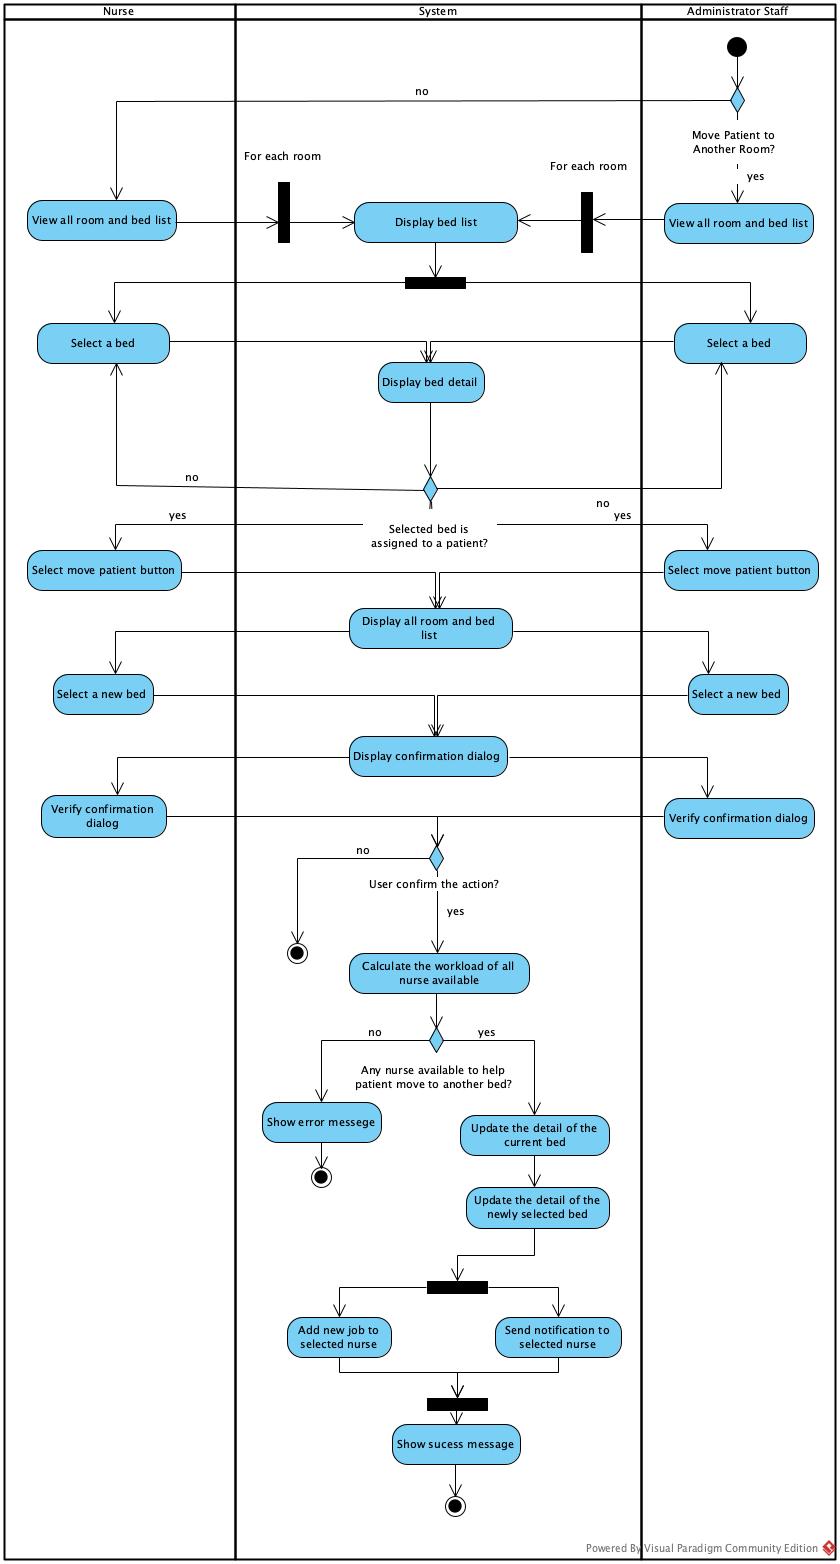 Nurse
System
Administrator Staff
no
Move Patient to
Another Room?
yes
For each room
For each room
View all room and bed list
Display bed list
View all room and bed list
Select a bed
Select a bed
Display bed detail
no
no
yes
yes
Selected bed is
assigned to a patient?
Select move patient button
Select move patient button
Display all room and bed
list
Select a new bed
Select a new bed
Display confirmation dialog
Verify confirmation
dialog
Verify confirmation dialog
no
User confirm the action?
yes
Calculate the workload of all
nurse available
no
yes
Any nurse available to help
patient move to another bed?
Show error messege
Update the detail of the
current bed
Update the detail of the
newly selected bed
Add new job to
selected nurse
Send notification to
selected nurse
Show sucess message
Powered By Visual Paradigm Community Edition